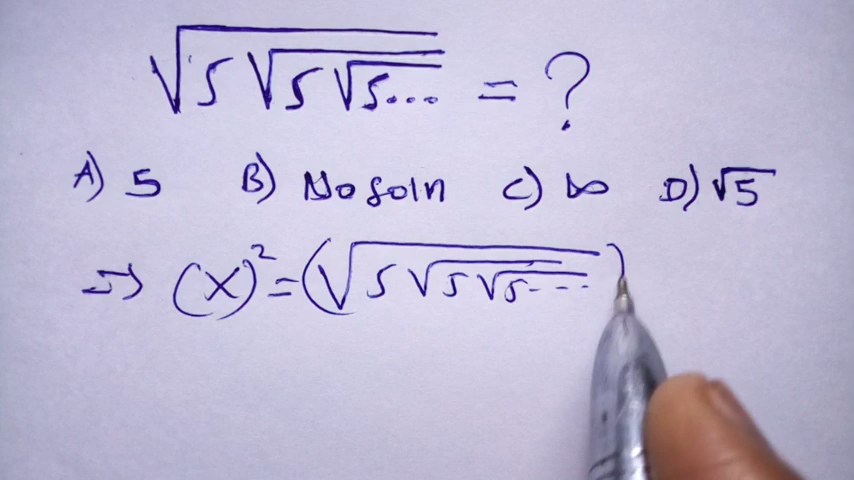 √5√5√5... = ?
A) 5 B) No soln C) ∞ D) √5
⇒ (x)² = (√5√5√5.... )